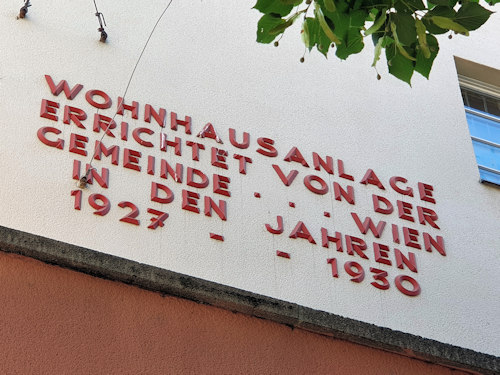 WOHNHAUSANLAGE
ERRICHTET VON DER
GEMEINDE . . . WIEN
IN DEN JAHREN
1927 - - 1930